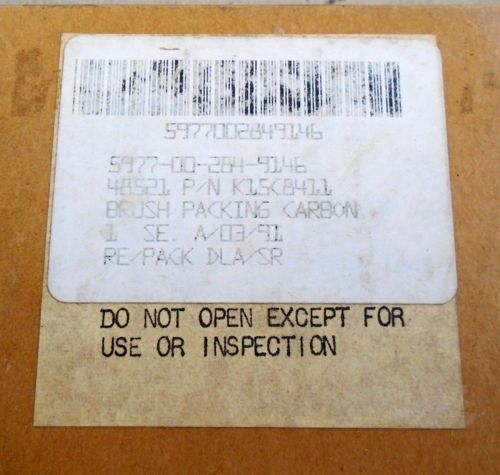 5977002849146
5977-00-284-9146
48521 P/N K15C8411
BRUSH PACKING CARBON
1 SE. A/03/91
RE/PACK DLA/SR
DO NOT OPEN EXCEPT FOR
USE OR INSPECTION